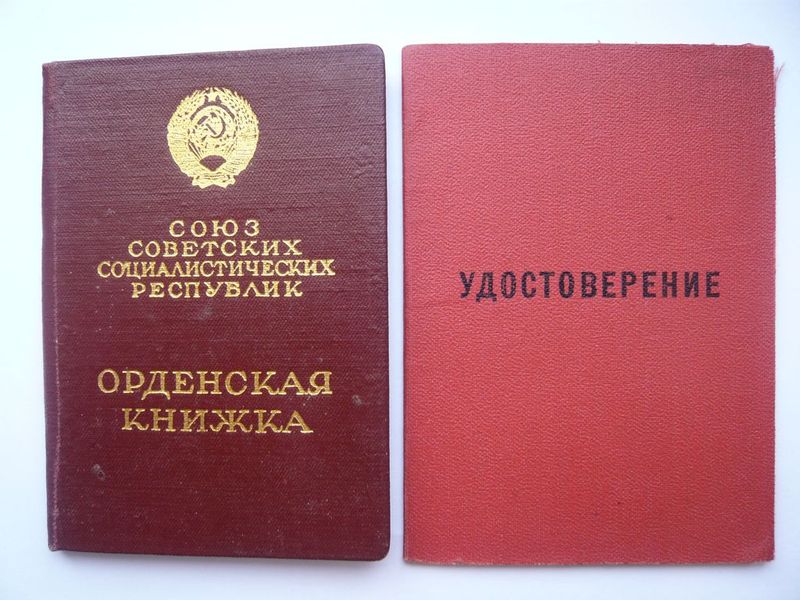 СОЮЗ
СОВЕТСКИХ
СОЦИАЛИСТИЧЕСКИХ
РЕСПУБЛИК
ОРДЕНСКАЯ
КНИЖКА
УДОСТОВЕРЕНИЕ